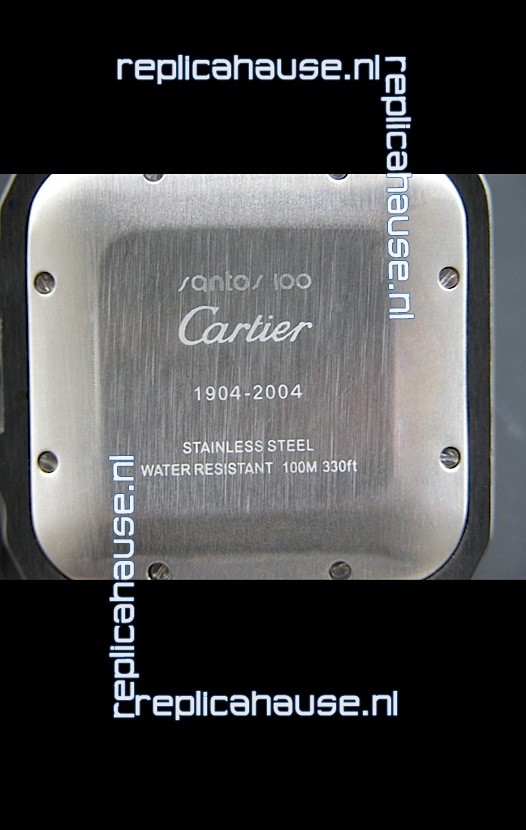 replicahause.nl
replicahause.nl
santos 100
Cartier
1904-2004
STAINLESS STEEL
WATER RESISTANT 100M 330ft
replicahause.nl
replicahause.nl